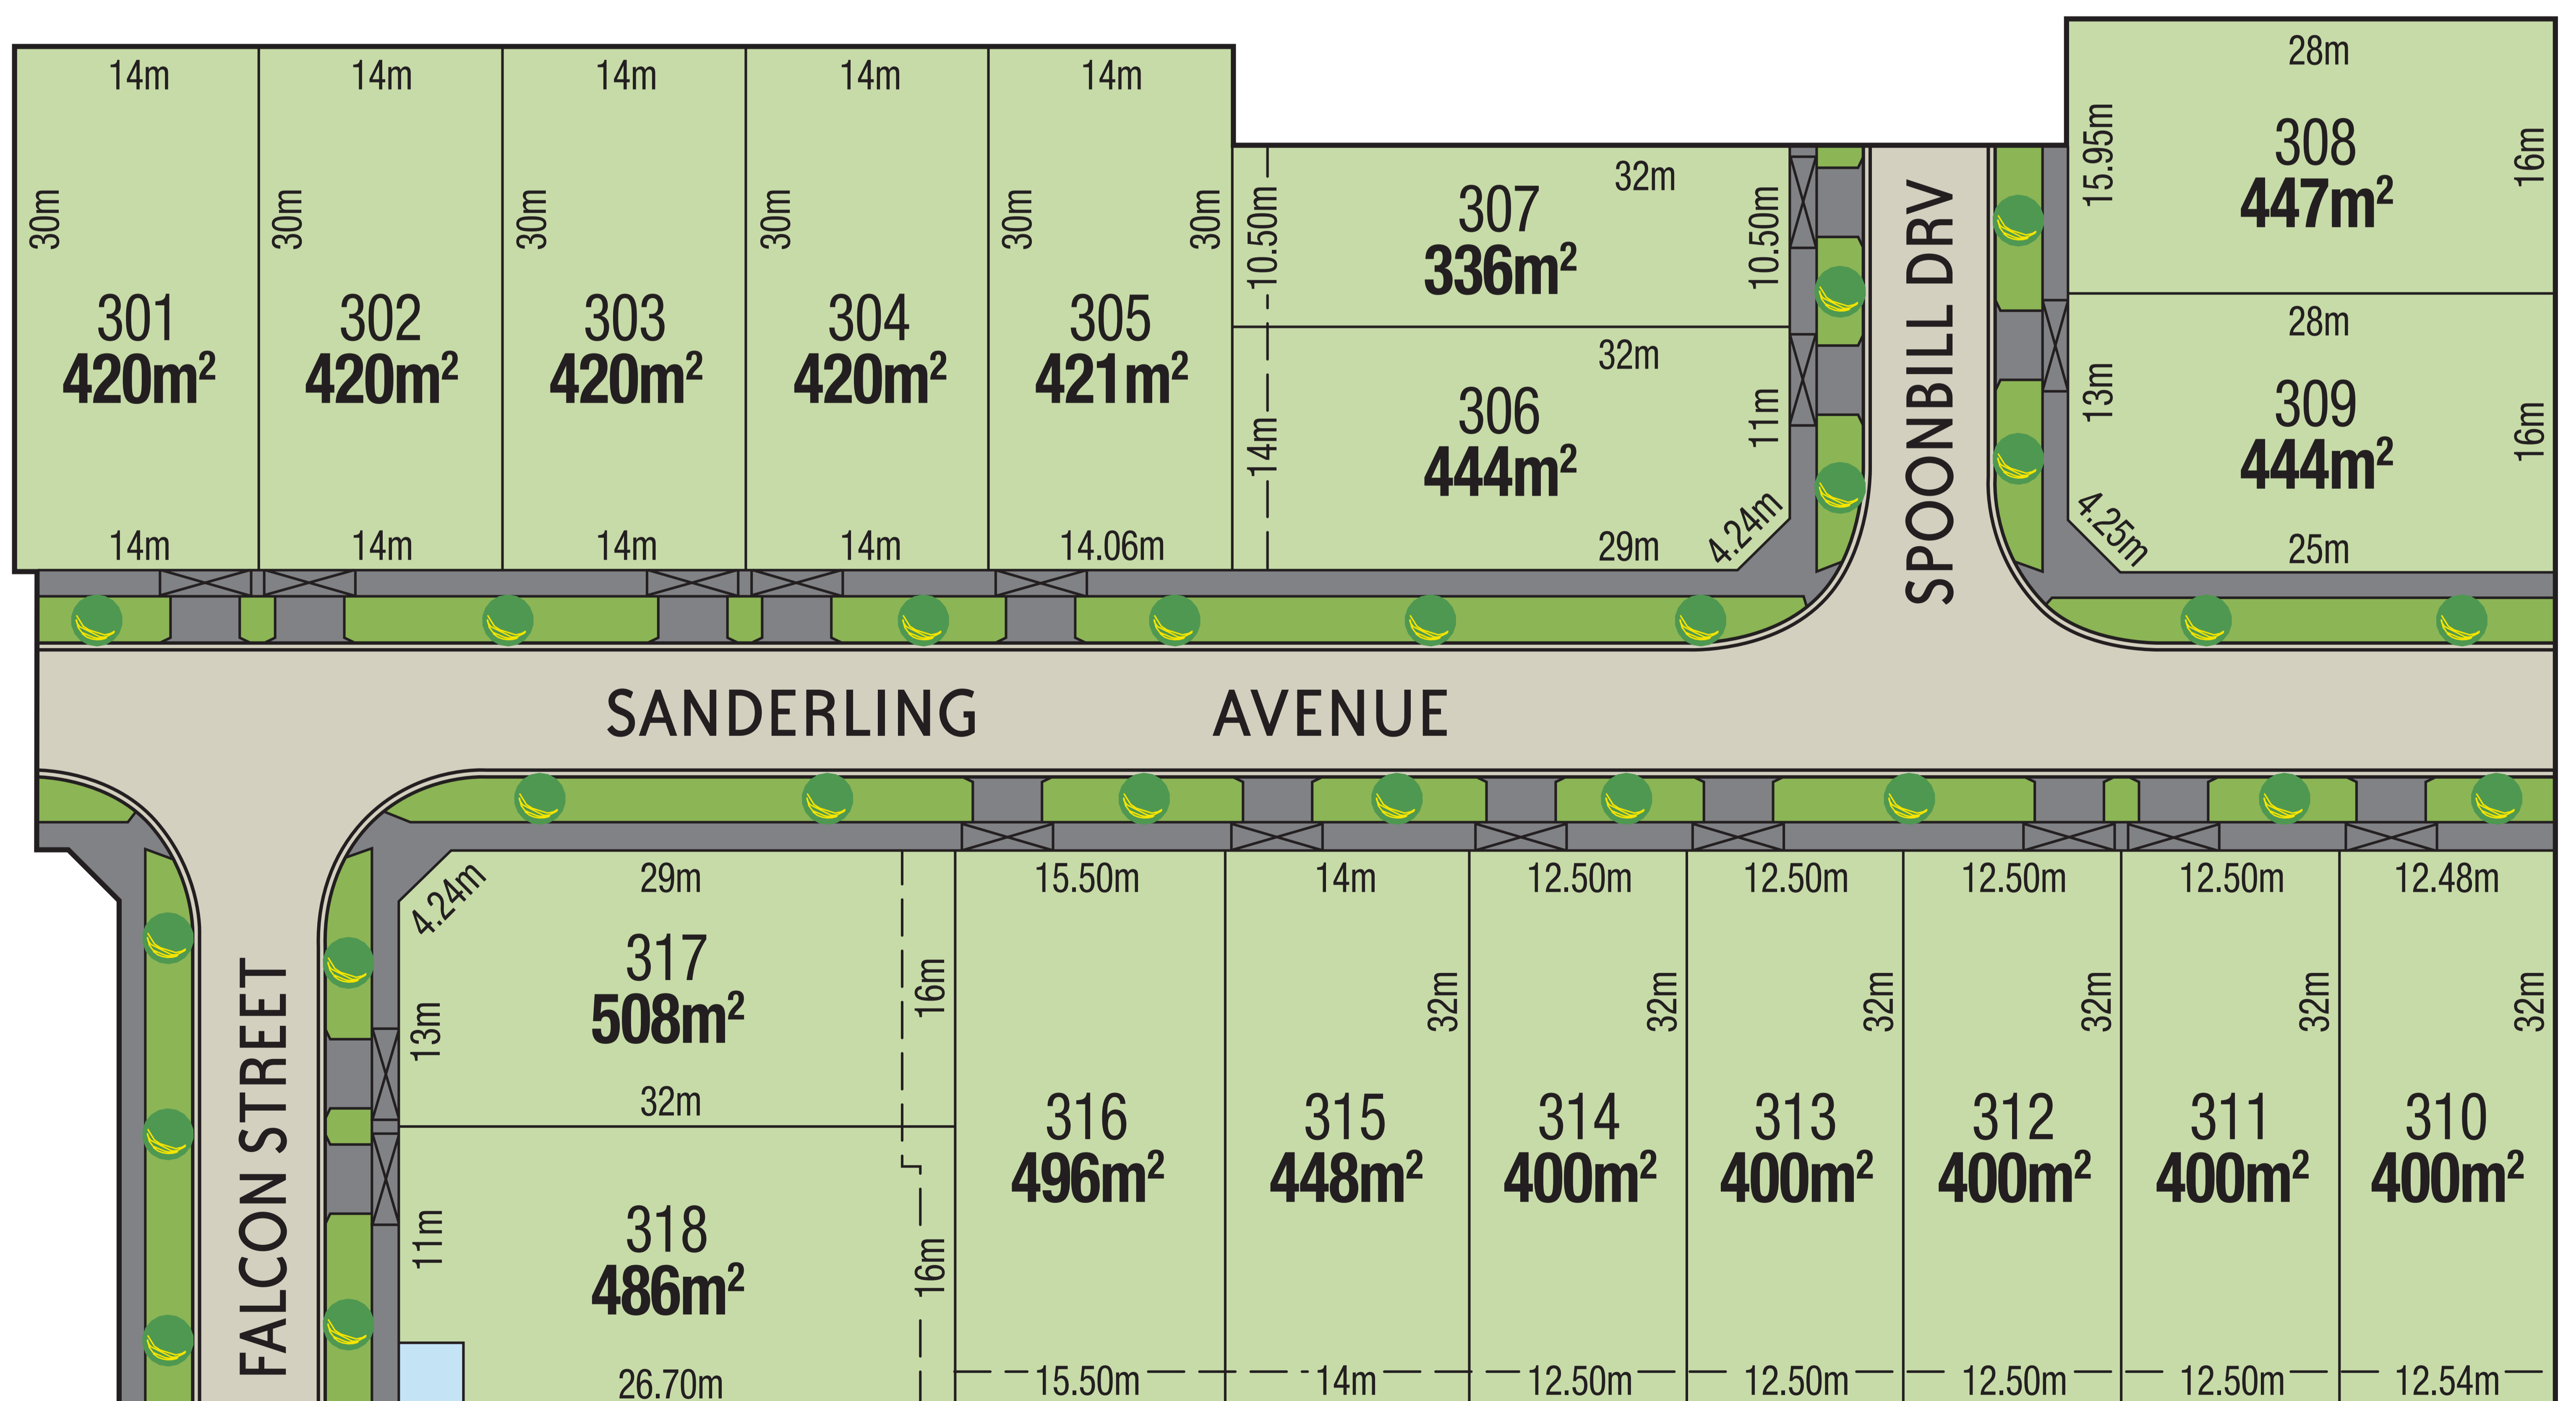 14m 14m 14m 14m 14m
30m 30m 30m 30m 30m 30m
301 302 303 304 305
420m² 420m² 420m² 420m² 421m²
14m 14m 14m 14m 14.06m
32m
10.50m 307 10.50m
336m²
32m
14m 306 11m
444m²
29m 4.24m
SPOONBILL DRV
28m
15.95m 308 16m
447m²
28m
13m 309 16m
444m²
4.25m 25m
SANDERLING AVENUE
FALCON STREET
4.24m 29m
317
508m²
13m 16m
32m
318
11m 486m² 16m
26.70m
15.50m 14m 12.50m 12.50m 12.50m 12.50m 12.48m
32m 32m 32m 32m 32m 32m
316 315 314 313 312 311 310
496m² 448m² 400m² 400m² 400m² 400m² 400m²
15.50m 14m 12.50m 12.50m 12.50m 12.50m 12.54m